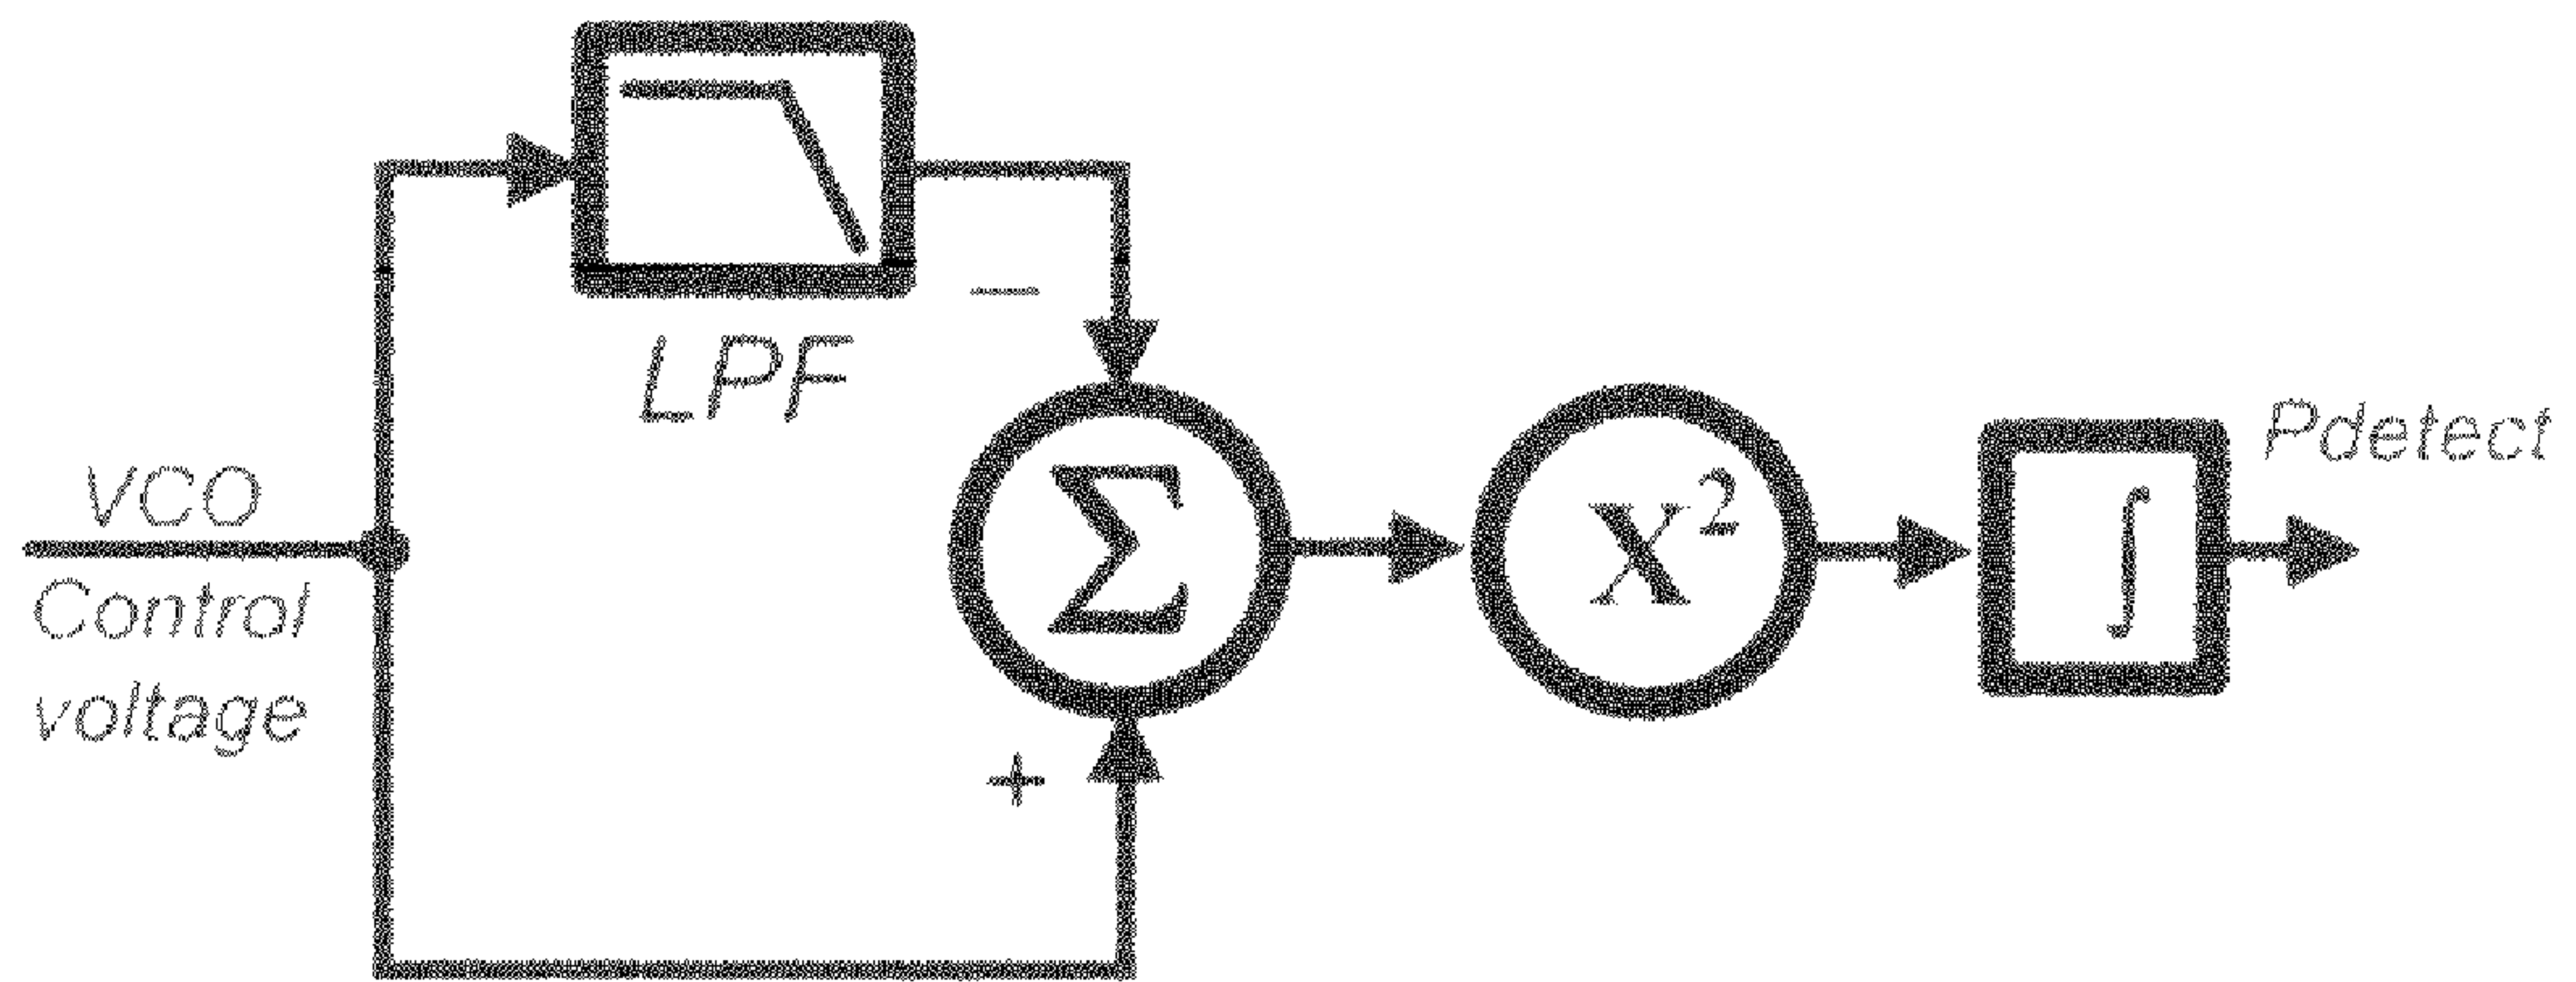 LPF
−
VCO
Control
voltage
Σ
X²
∫
Pdetect
+